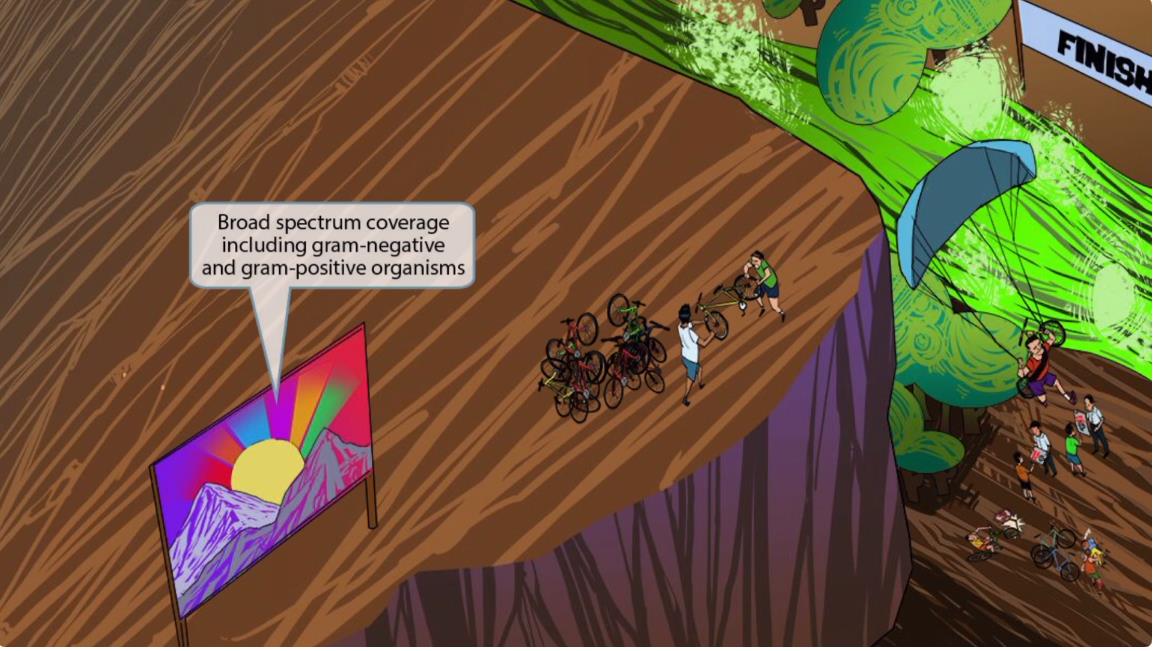 Broad spectrum coverage
including gram-negative
and gram-positive organisms
FINISH